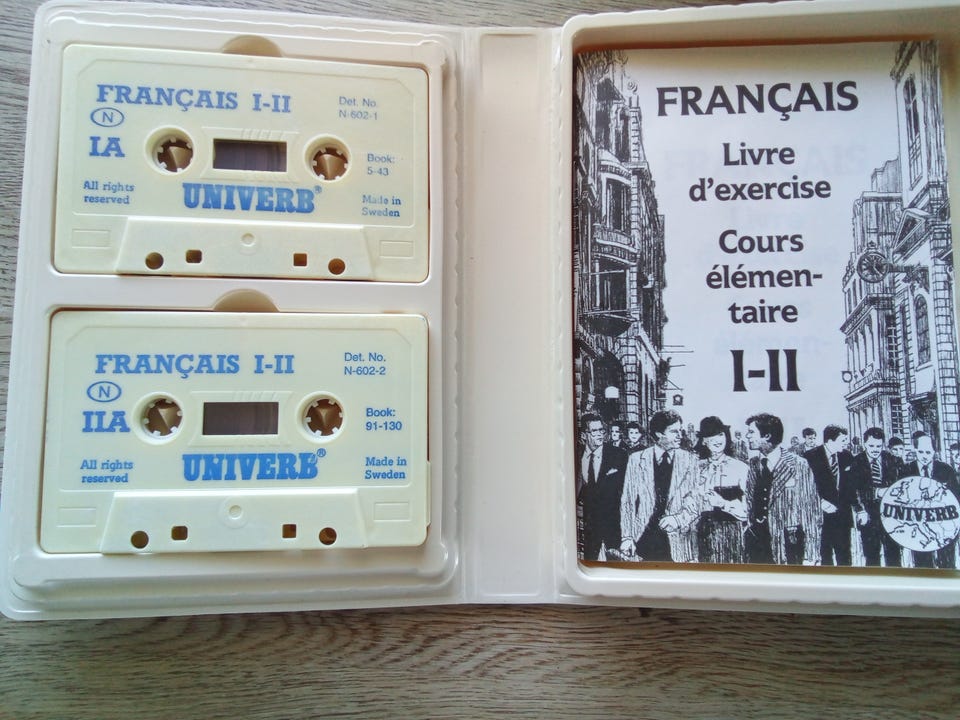 FRANÇAIS I-II
N
IA
Det. No.
N-602-1
Book:
5-43
All rights
reserved
UNIVERB®
Made in
Sweden
FRANÇAIS I-II
N
IIA
Det. No.
N-602-2
Book:
91-130
All rights
reserved
UNIVERB®
Made in
Sweden
FRANÇAIS
Livre
d'exercise
Cours
élémen-
taire
I-II
UNIVERB